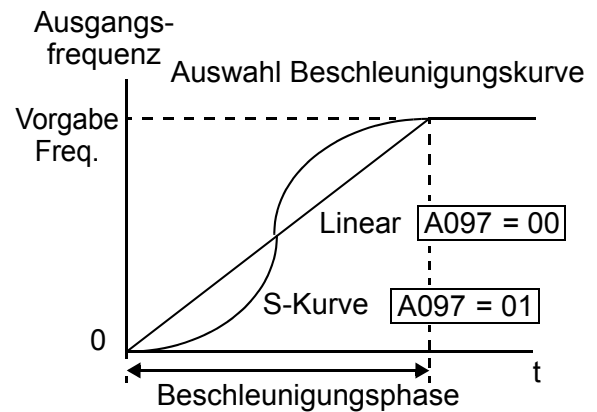 Ausgangs-
frequenz
Auswahl Beschleunigungskurve
Vorgabe
Freq.
Linear A097 = 00
S-Kurve A097 = 01
0
t
Beschleunigungsphase